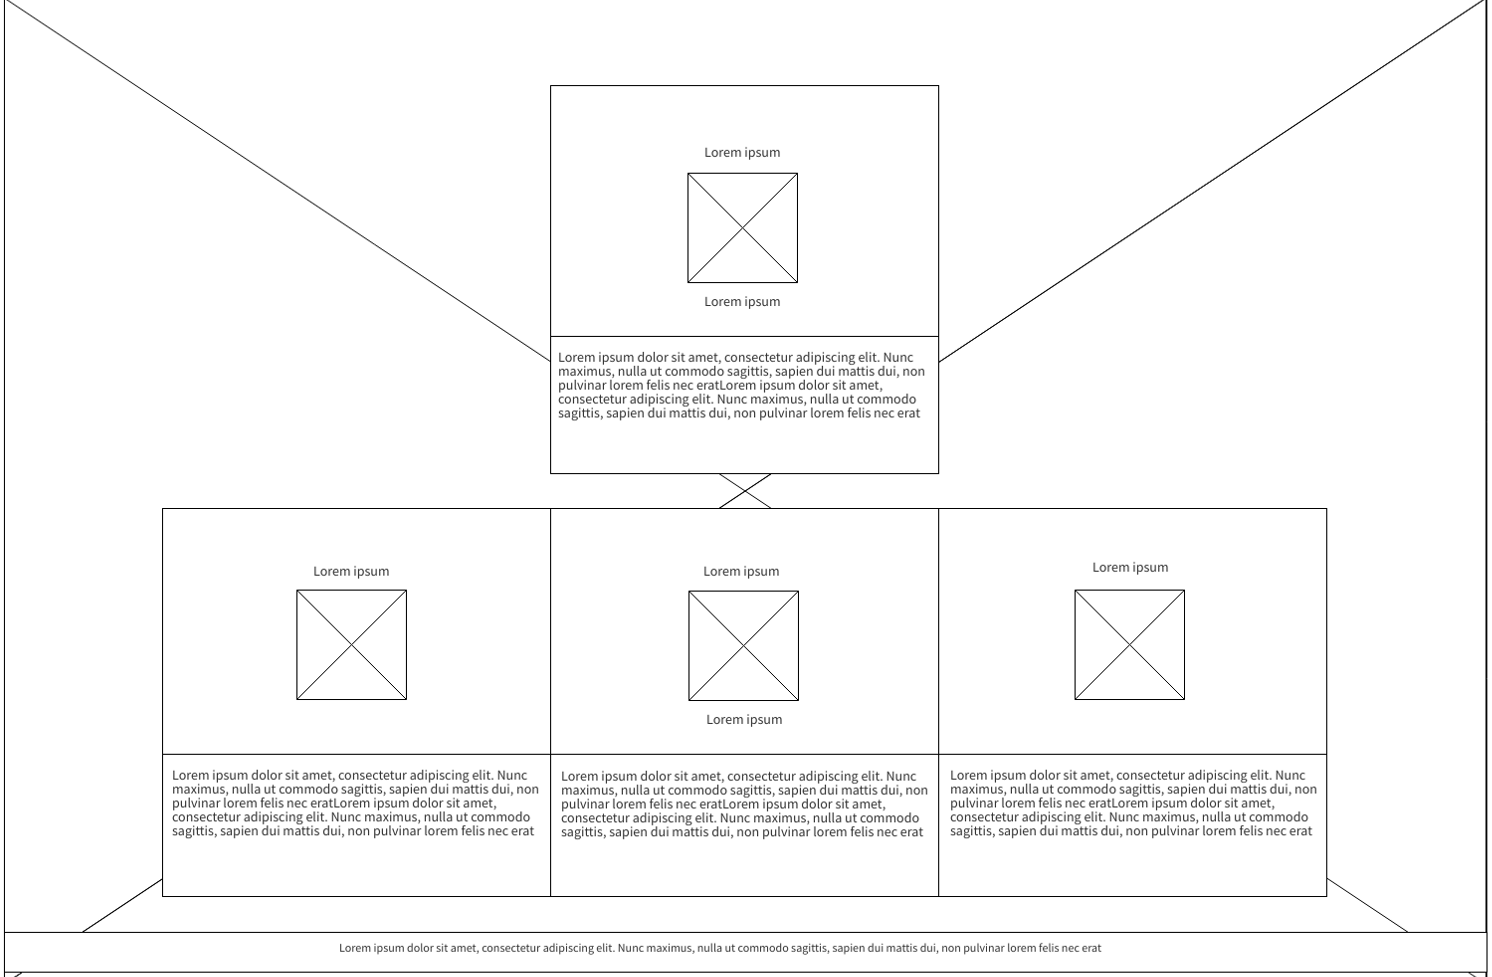 Lorem ipsum
Lorem ipsum
Lorem ipsum dolor sit amet, consectetur adipiscing elit. Nunc
maximus, nulla ut commodo sagittis, sapien dui mattis dui, non
pulvinar lorem felis nec eratLorem ipsum dolor sit amet,
consectetur adipiscing elit. Nunc maximus, nulla ut commodo
sagittis, sapien dui mattis dui, non pulvinar lorem felis nec erat
Lorem ipsum
Lorem ipsum dolor sit amet, consectetur adipiscing elit. Nunc
maximus, nulla ut commodo sagittis, sapien dui mattis dui, non
pulvinar lorem felis nec eratLorem ipsum dolor sit amet,
consectetur adipiscing elit. Nunc maximus, nulla ut commodo
sagittis, sapien dui mattis dui, non pulvinar lorem felis nec erat
Lorem ipsum
Lorem ipsum
Lorem ipsum dolor sit amet, consectetur adipiscing elit. Nunc
maximus, nulla ut commodo sagittis, sapien dui mattis dui, non
pulvinar lorem felis nec eratLorem ipsum dolor sit amet,
consectetur adipiscing elit. Nunc maximus, nulla ut commodo
sagittis, sapien dui mattis dui, non pulvinar lorem felis nec erat
Lorem ipsum
Lorem ipsum dolor sit amet, consectetur adipiscing elit. Nunc
maximus, nulla ut commodo sagittis, sapien dui mattis dui, non
pulvinar lorem felis nec eratLorem ipsum dolor sit amet,
consectetur adipiscing elit. Nunc maximus, nulla ut commodo
sagittis, sapien dui mattis dui, non pulvinar lorem felis nec erat
Lorem ipsum dolor sit amet, consectetur adipiscing elit. Nunc maximus, nulla ut commodo sagittis, sapien dui mattis dui, non pulvinar lorem felis nec erat